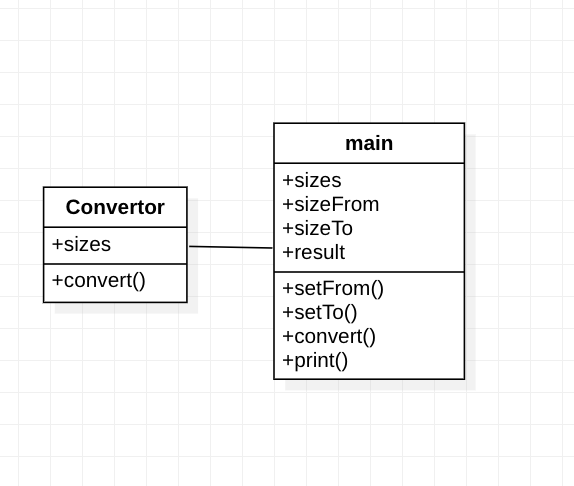 Convertor
+sizes
+convert()
main
+sizes
+sizeFrom
+sizeTo
+result
+setFrom()
+setTo()
+convert()
+print()